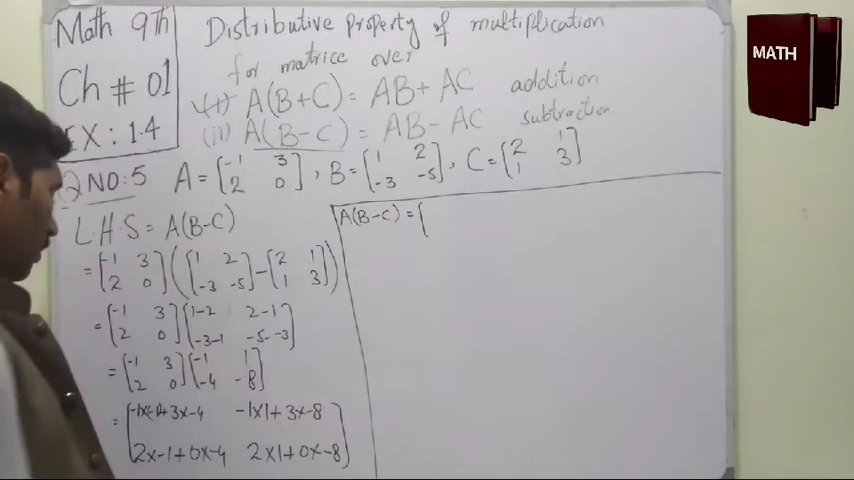 Math 9th
Ch # 01
EX : 1.4
Distributive property of multiplication
for matrice over
(i) A(B+C) = AB + AC addition
(ii) A(B-C) = AB - AC subtraction
MATH
Q NO:5 A = [-1 3 2 0], B = [1 2 -3 -5], C = [2 1 1 3]
L.H.S = A(B-C)
= [-1 3 2 0] ([1 2 -3 -5] - [2 1 1 3])
= [-1 3 2 0] [1-2 2-1 -3-1 -5-3]
= [-1 3 2 0] [-1 1 -4 -8]
= [-1x-1+3x-4 -1x1+3x-8
2x-1+0x-4 2x1+0x-8]
A(B-C) = [